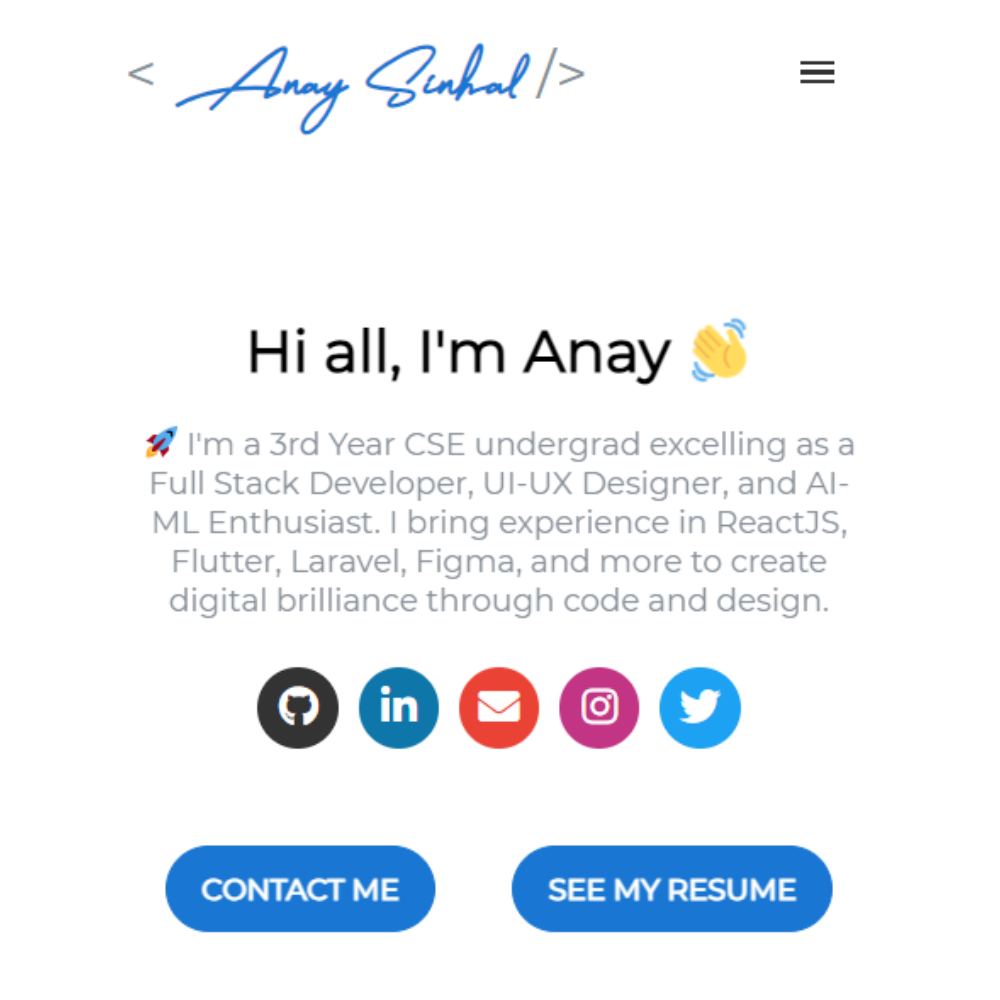 < Anay Sinhal />
Hi all, I'm Anay 👋
🚀 I'm a 3rd Year CSE undergrad excelling as a
Full Stack Developer, UI-UX Designer, and AI-
ML Enthusiast. I bring experience in ReactJS,
Flutter, Laravel, Figma, and more to create
digital brilliance through code and design.
in
CONTACT ME
SEE MY RESUME